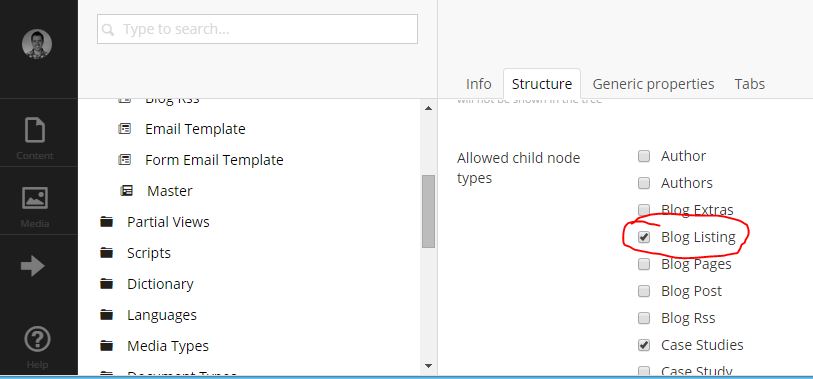 Type to search...
Info
Structure
Generic properties
Tabs
will not be shown in the tree
Blog Rss
Email Template
Form Email Template
Master
Partial Views
Scripts
Dictionary
Languages
Media Types
Document Types
Content
Media
Help
Allowed child node
types
Author
Authors
Blog Extras
Blog Listing
Blog Pages
Blog Post
Blog Rss
Case Studies
Case Study